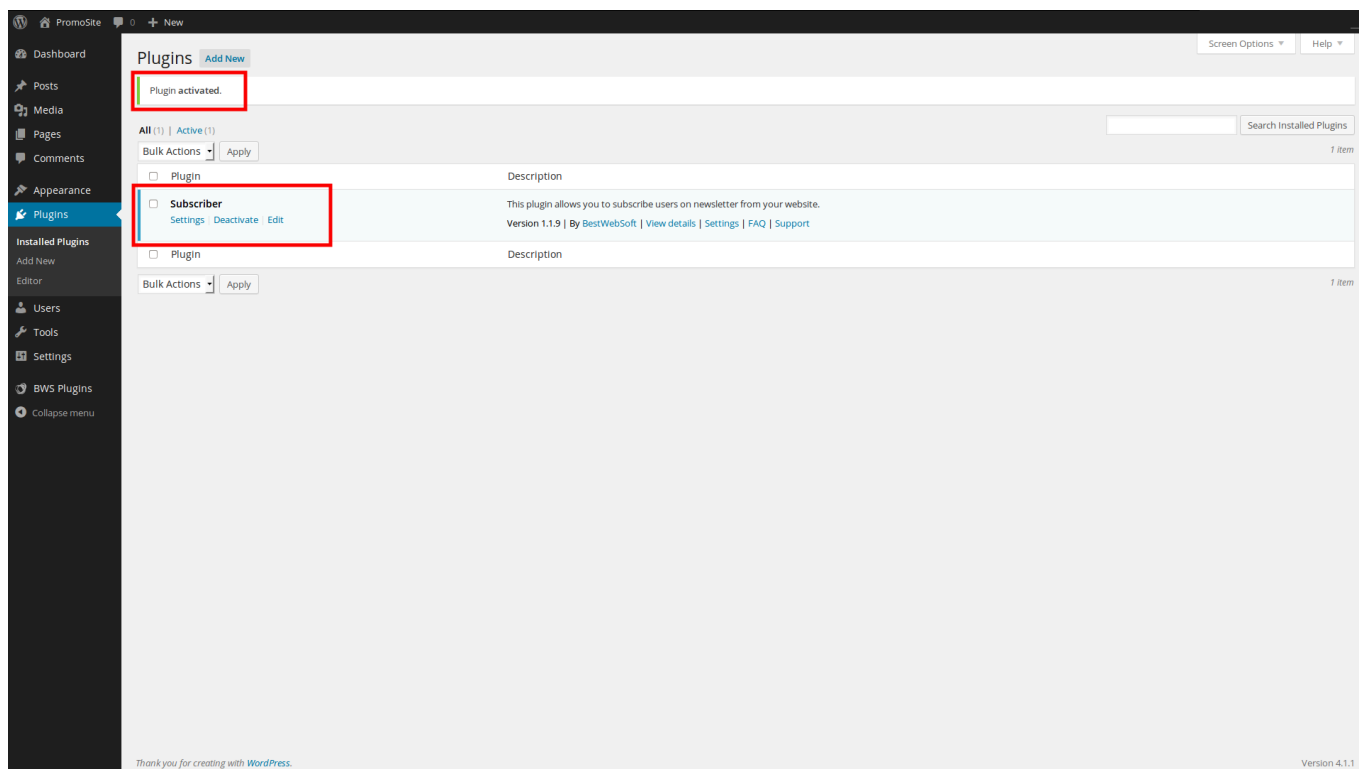 PromoSite 0 + New
Screen Options Help
Dashboard
Posts
Media
Pages
Comments
Appearance
Plugins
Installed Plugins
Add New
Editor
Users
Tools
Settings
BWS Plugins
Collapse menu
Plugins Add New
Plugin activated.
All (1) | Active (1)
Search Installed Plugins
Bulk Actions Apply
1 item
Plugin Description
Subscriber This plugin allows you to subscribe users on newsletter from your website.
Settings | Deactivate | Edit Version 1.1.9 | By BestWebSoft | View details | Settings | FAQ | Support
Plugin Description
Bulk Actions Apply
1 item
Thank you for creating with WordPress. Version 4.1.1